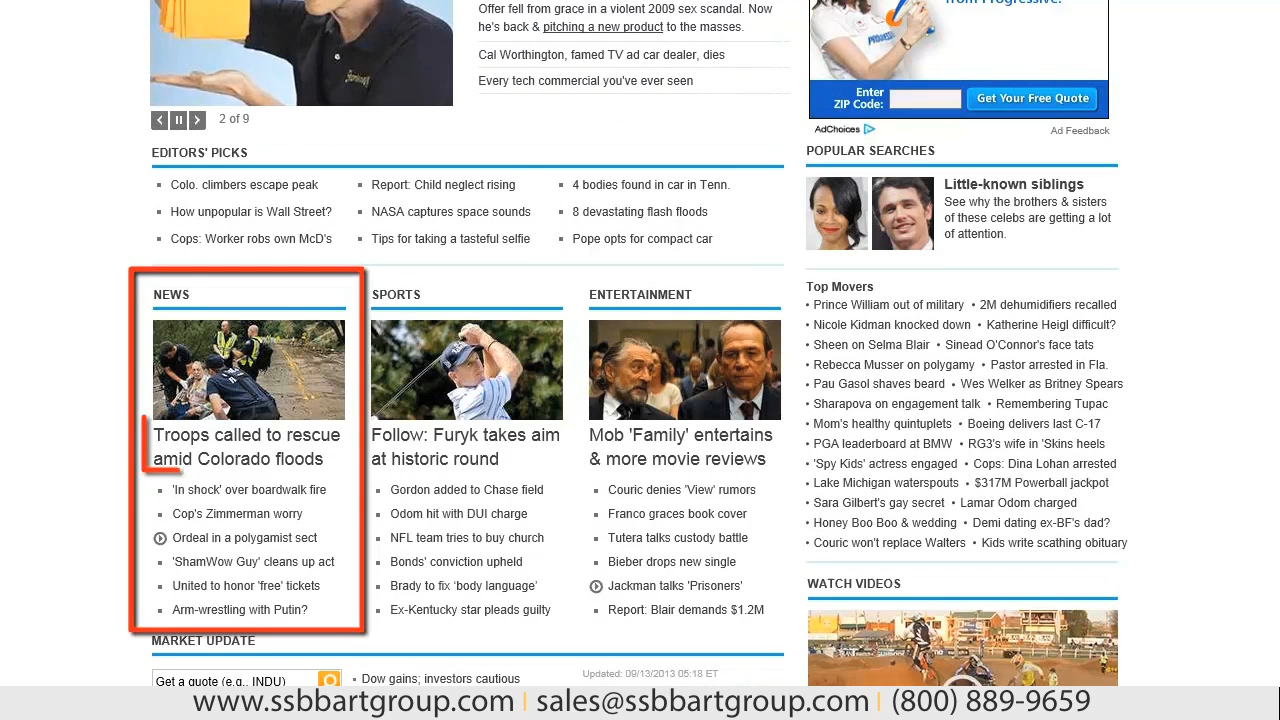 from Progressive.
Offer fell from grace in a violent 2009 sex scandal. Now
he's back & pitching a new product to the masses.
Cal Worthington, famed TV ad car dealer, dies
Every tech commercial you've ever seen
2 of 9
PROGRESSIVE
Enter
ZIP Code:
Get Your Free Quote
AdChoices
Ad Feedback
EDITORS' PICKS
Colo. climbers escape peak
How unpopular is Wall Street?
Cops: Worker robs own McD's
Report: Child neglect rising
NASA captures space sounds
Tips for taking a tasteful selfie
4 bodies found in car in Tenn.
8 devastating flash floods
Pope opts for compact car
NEWS
Troops called to rescue
amid Colorado floods
'In shock' over boardwalk fire
Cop's Zimmerman worry
Ordeal in a polygamist sect
'ShamWow Guy' cleans up act
United to honor 'free' tickets
Arm-wrestling with Putin?
SPORTS
Follow: Furyk takes aim
at historic round
Gordon added to Chase field
Odom hit with DUI charge
NFL team tries to buy church
Bonds' conviction upheld
Brady to fix 'body language'
Ex-Kentucky star pleads guilty
ENTERTAINMENT
Mob 'Family' entertains
& more movie reviews
Couric denies 'View' rumors
Franco graces book cover
Tutera talks custody battle
Bieber drops new single
Jackman talks 'Prisoners'
Report: Blair demands $1.2M
MARKET UPDATE
Get a quote (e.g., INDU)
Dow gains; investors cautious
Updated: 09/13/2013 05:18 ET
POPULAR SEARCHES
Little-known siblings
See why the brothers & sisters
of these celebs are getting a lot
of attention.
Top Movers
• Prince William out of military • 2M dehumidifiers recalled
• Nicole Kidman knocked down • Katherine Heigl difficult?
• Sheen on Selma Blair • Sinead O'Connor's face tats
• Rebecca Musser on polygamy • Pastor arrested in Fla.
• Pau Gasol shaves beard • Wes Welker as Britney Spears
• Sharapova on engagement talk • Remembering Tupac
• Mom's healthy quintuplets • Boeing delivers last C-17
• PGA leaderboard at BMW • RG3's wife in 'Skins heels
• 'Spy Kids' actress engaged • Cops: Dina Lohan arrested
• Lake Michigan waterspouts • $317M Powerball jackpot
• Sara Gilbert's gay secret • Lamar Odom charged
• Honey Boo Boo & wedding • Demi dating ex-BF's dad?
• Couric won't replace Walters • Kids write scathing obituary
WATCH VIDEOS
www.ssbbartgroup.com | sales@ssbbartgroup.com | (800) 889-9659